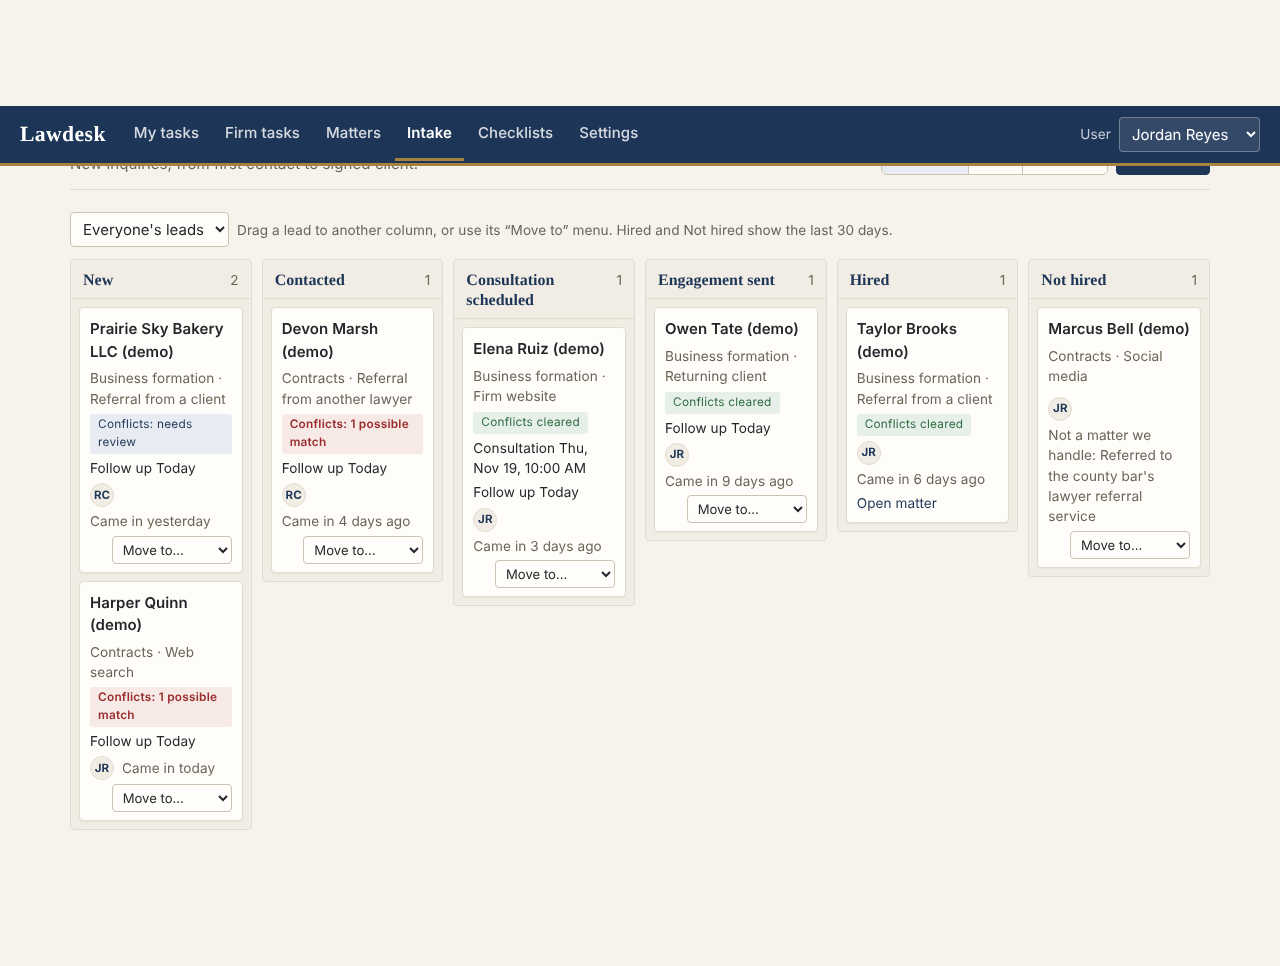 Lawdesk
My tasks
Firm tasks
Matters
Intake
Checklists
Settings
User
Jordan Reyes
New inquiries, from first contact to signed client.
Everyone's leads
Drag a lead to another column, or use its “Move to” menu. Hired and Not hired show the last 30 days.
New
2
Prairie Sky Bakery
LLC (demo)
Business formation ·
Referral from a client
Conflicts: needs
review
Follow up Today
RC
Came in yesterday
Move to...
Harper Quinn
(demo)
Contracts · Web
search
Conflicts: 1 possible
match
Follow up Today
JR
Came in today
Move to...
Contacted
1
Devon Marsh
(demo)
Contracts · Referral
from another lawyer
Conflicts: 1 possible
match
Follow up Today
RC
Came in 4 days ago
Move to...
Consultation
scheduled
1
Elena Ruiz (demo)
Business formation ·
Firm website
Conflicts cleared
Consultation Thu,
Nov 19, 10:00 AM
Follow up Today
JR
Came in 3 days ago
Move to...
Engagement sent
1
Owen Tate (demo)
Business formation ·
Returning client
Conflicts cleared
Follow up Today
JR
Came in 9 days ago
Move to...
Hired
1
Taylor Brooks
(demo)
Business formation ·
Referral from a client
Conflicts cleared
JR
Came in 6 days ago
Open matter
Not hired
1
Marcus Bell (demo)
Contracts · Social
media
JR
Not a matter we
handle: Referred to
the county bar's
lawyer referral
service
Move to...